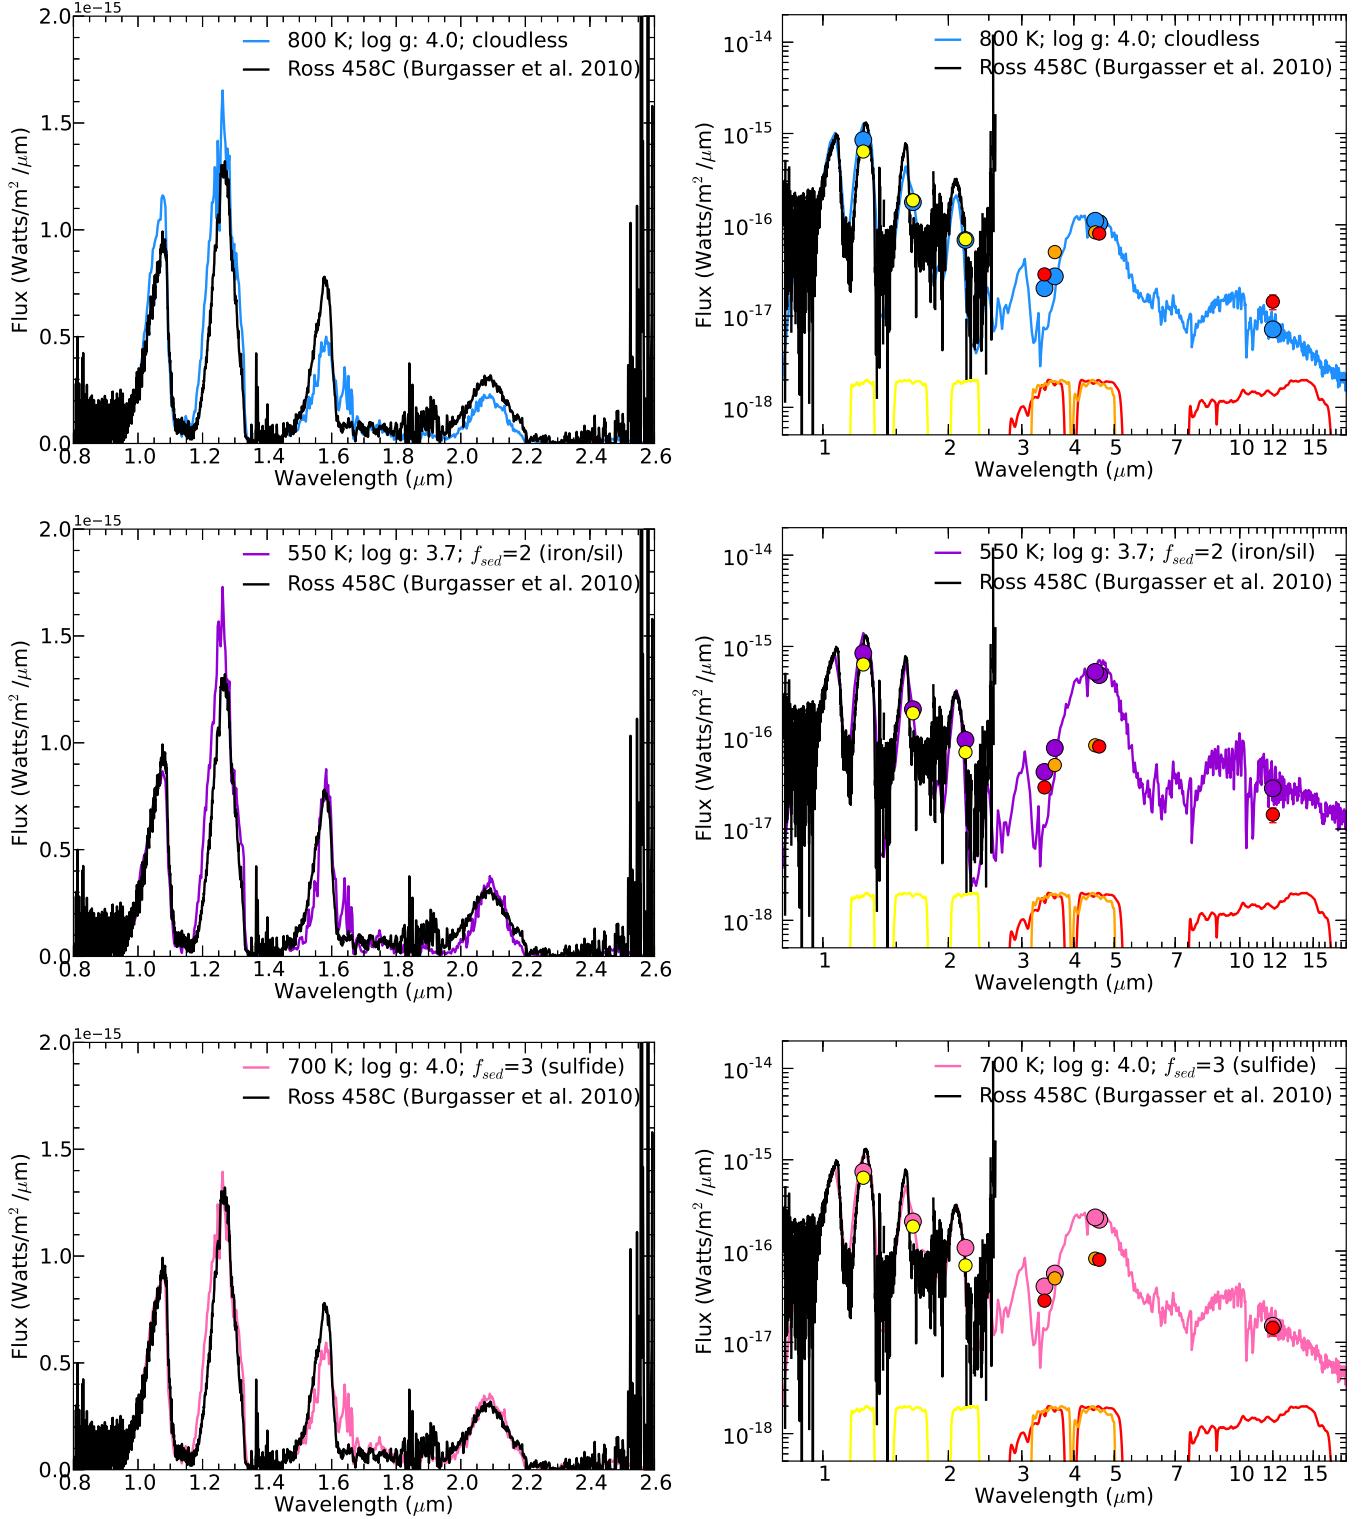 1e−15
2.0
1.5
1.0
0.5
0.0
Flux (Watts/m² /μm)
800 K; log g: 4.0; cloudless
Ross 458C (Burgasser et al. 2010)
0.8 1.0 1.2 1.4 1.6 1.8 2.0 2.2 2.4 2.6
Wavelength (μm)
10⁻¹⁴
10⁻¹⁵
10⁻¹⁶
10⁻¹⁷
10⁻¹⁸
Flux (Watts/m² /μm)
800 K; log g: 4.0; cloudless
Ross 458C (Burgasser et al. 2010)
1 2 3 4 5 7 10 12 15
Wavelength (μm)
1e−15
2.0
1.5
1.0
0.5
0.0
Flux (Watts/m² /μm)
550 K; log g: 3.7; f_sed=2 (iron/sil)
Ross 458C (Burgasser et al. 2010)
0.8 1.0 1.2 1.4 1.6 1.8 2.0 2.2 2.4 2.6
Wavelength (μm)
10⁻¹⁴
10⁻¹⁵
10⁻¹⁶
10⁻¹⁷
10⁻¹⁸
Flux (Watts/m² /μm)
550 K; log g: 3.7; f_sed=2 (iron/sil)
Ross 458C (Burgasser et al. 2010)
1 2 3 4 5 7 10 12 15
Wavelength (μm)
1e−15
2.0
1.5
1.0
0.5
0.0
Flux (Watts/m² /μm)
700 K; log g: 4.0; f_sed=3 (sulfide)
Ross 458C (Burgasser et al. 2010)
0.8 1.0 1.2 1.4 1.6 1.8 2.0 2.2 2.4 2.6
Wavelength (μm)
10⁻¹⁴
10⁻¹⁵
10⁻¹⁶
10⁻¹⁷
10⁻¹⁸
Flux (Watts/m² /μm)
700 K; log g: 4.0; f_sed=3 (sulfide)
Ross 458C (Burgasser et al. 2010)
1 2 3 4 5 7 10 12 15
Wavelength (μm)